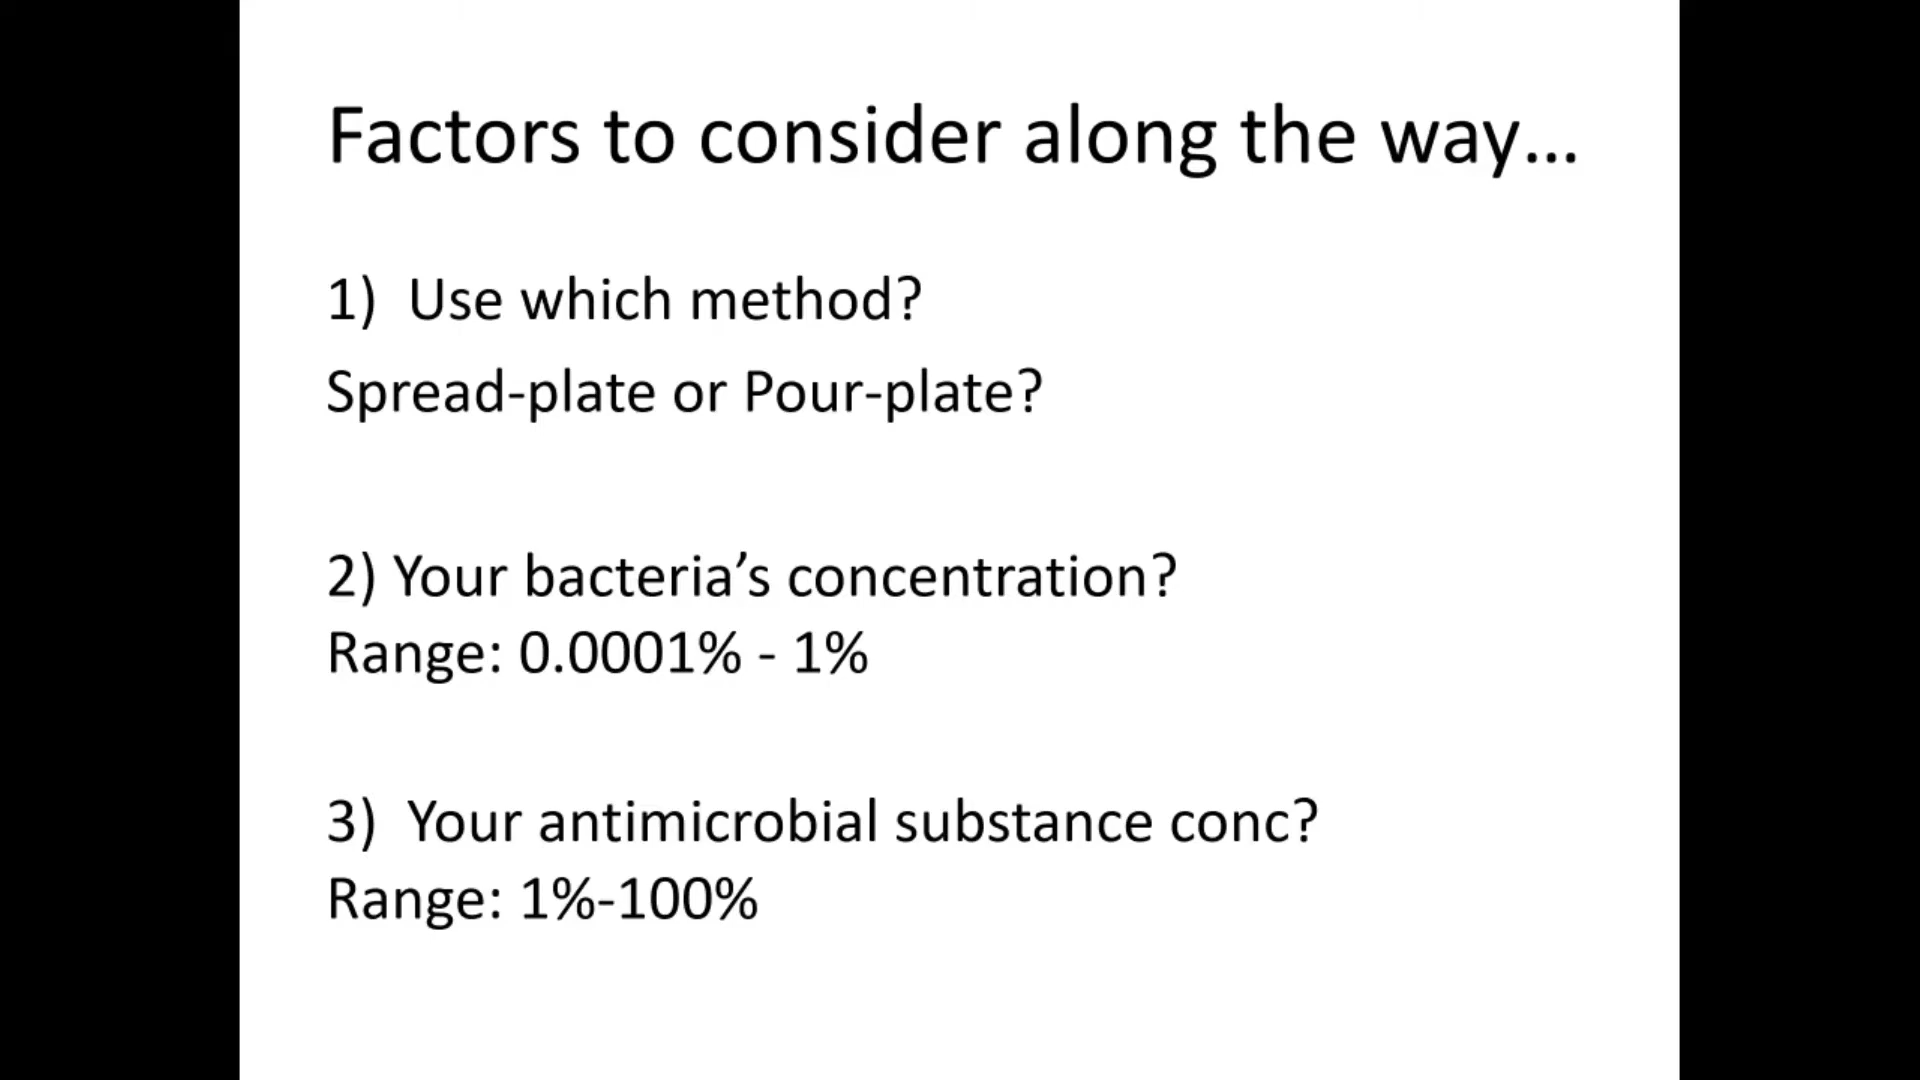 Factors to consider along the way...
1) Use which method?
Spread-plate or Pour-plate?
2) Your bacteria’s concentration?
Range: 0.0001% - 1%
3) Your antimicrobial substance conc?
Range: 1%-100%